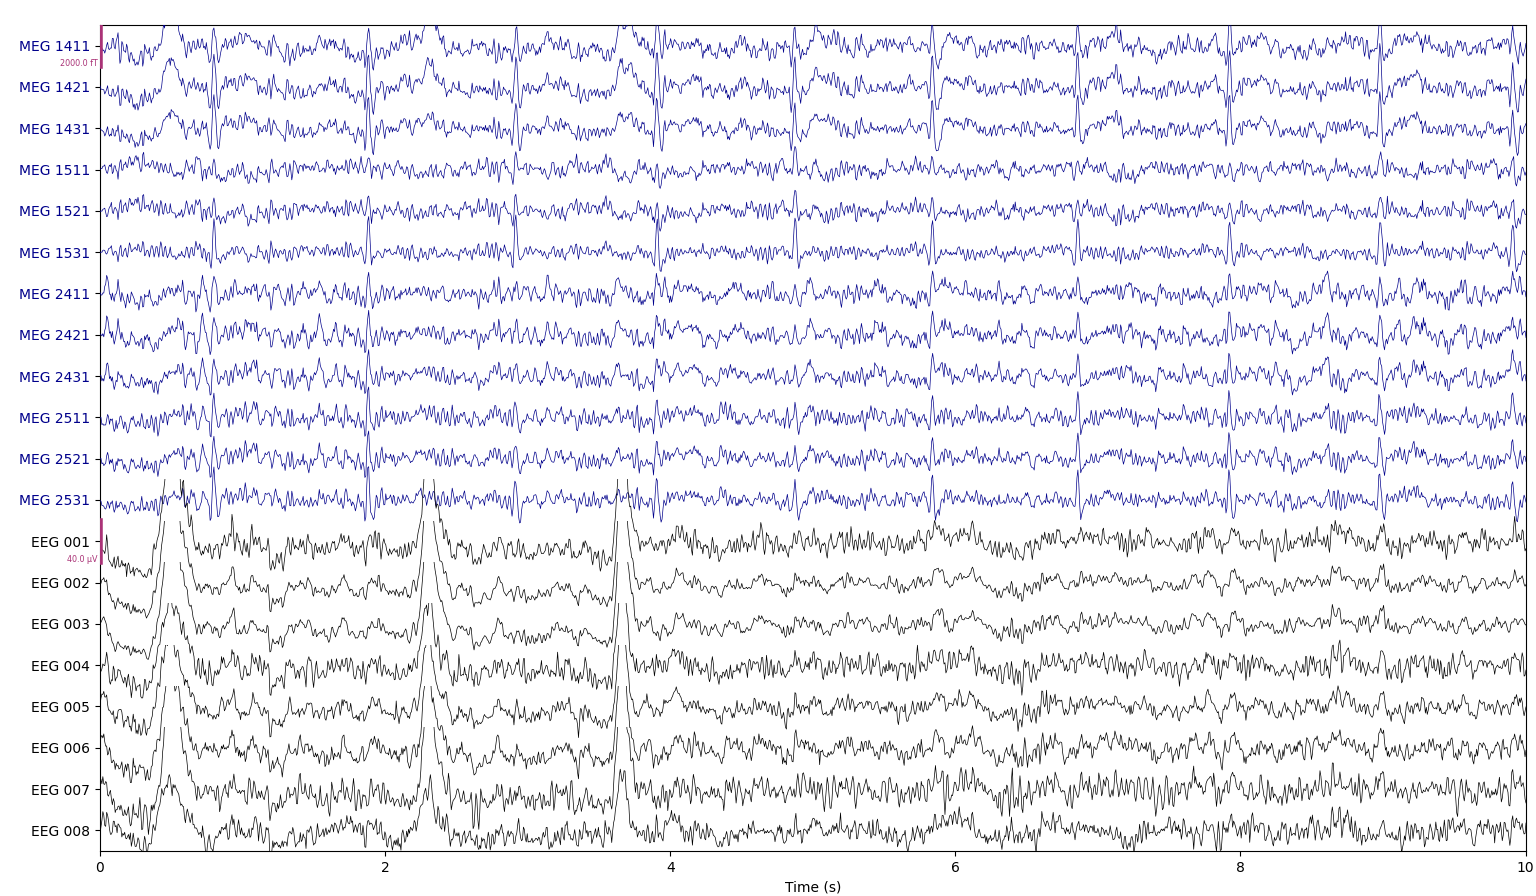 MEG 1411
2000.0 fT
MEG 1421
MEG 1431
MEG 1511
MEG 1521
MEG 1531
MEG 2411
MEG 2421
MEG 2431
MEG 2511
MEG 2521
MEG 2531
EEG 001
40.0 µV
EEG 002
EEG 003
EEG 004
EEG 005
EEG 006
EEG 007
EEG 008
0 2 4 6 8 10
Time (s)